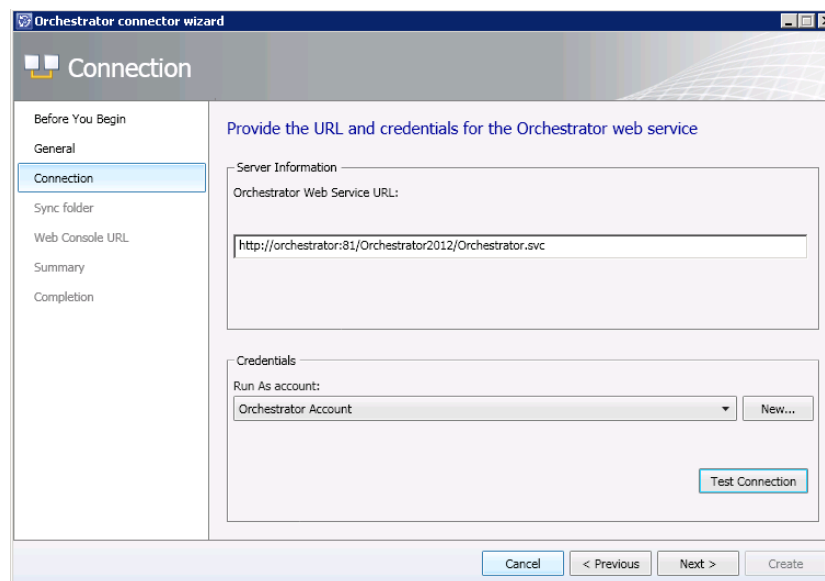 Orchestrator connector wizard
Connection
Before You Begin
General
Connection
Sync folder
Web Console URL
Summary
Completion
Provide the URL and credentials for the Orchestrator web service
Server Information
Orchestrator Web Service URL:
http://orchestrator:81/Orchestrator2012/Orchestrator.svc
Credentials
Run As account:
Orchestrator Account
New...
Test Connection
Cancel
< Previous
Next >
Create